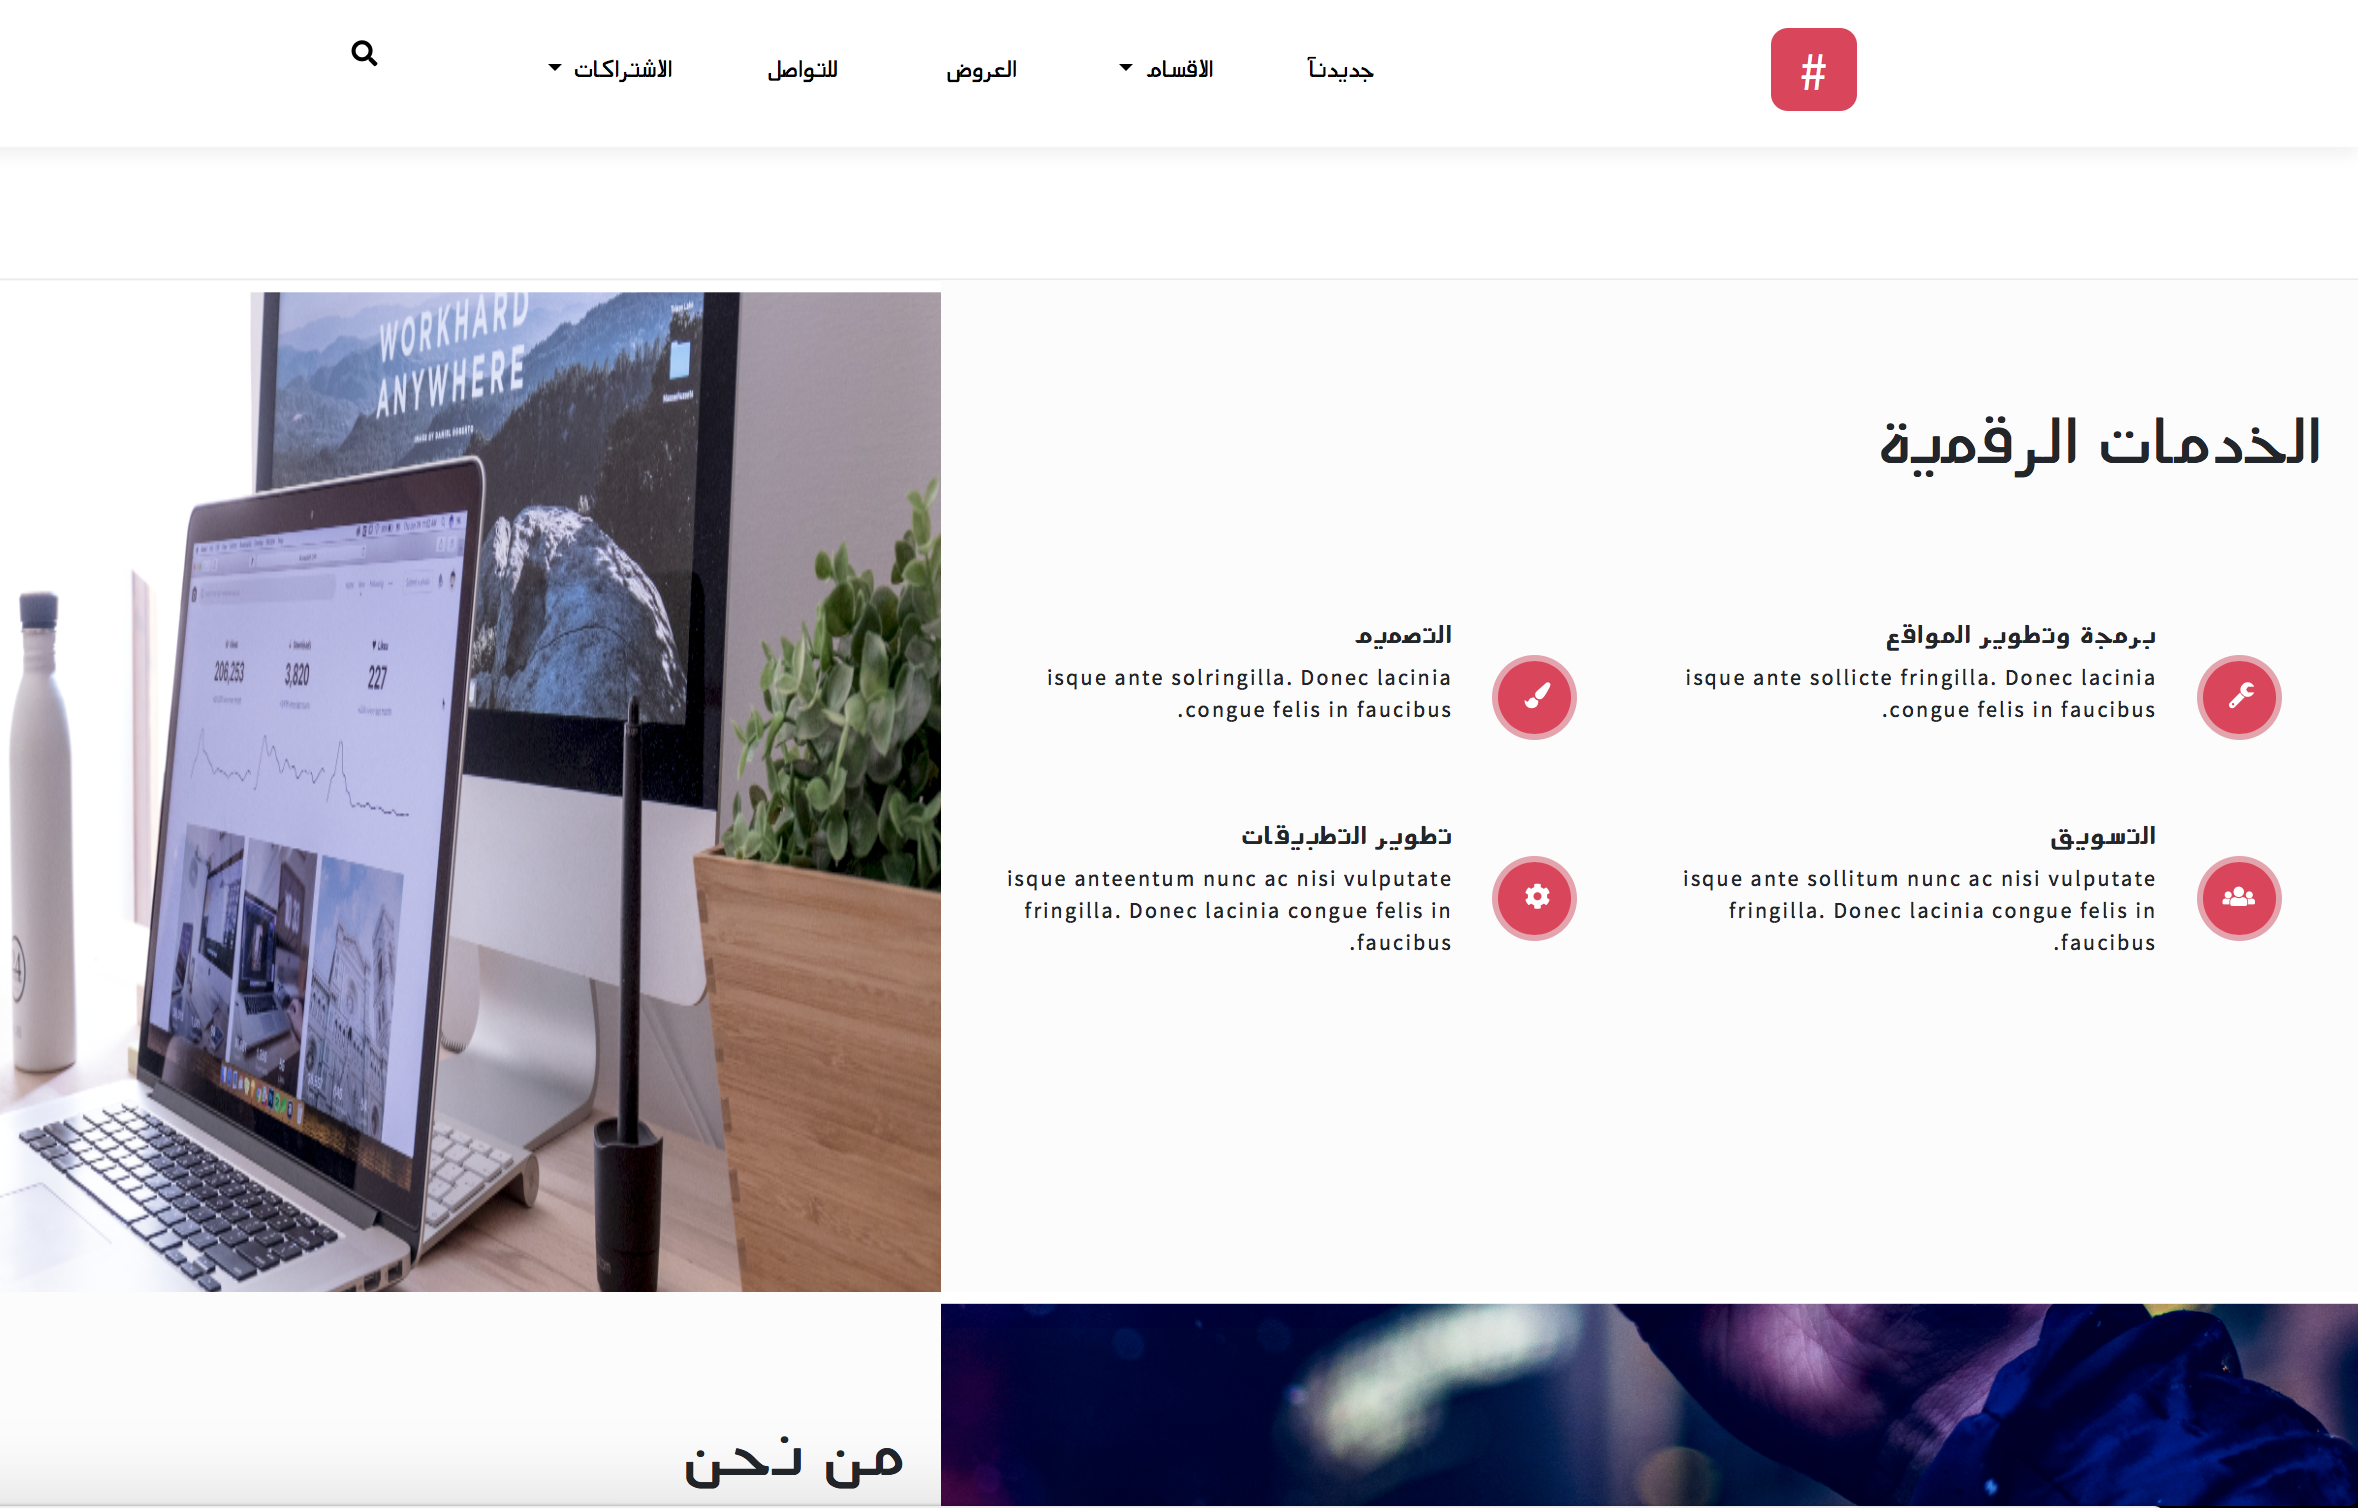 #
جديدنآ
الاقسام
العروض
للتواصل
الاشتراكات
الخدمات الرقمية
برمجة وتطوير المواقع
isque ante sollicte fringilla. Donec lacinia
.congue felis in faucibus
التصميم
isque ante solringilla. Donec lacinia
.congue felis in faucibus
التسويق
isque ante sollitum nunc ac nisi vulputate
fringilla. Donec lacinia congue felis in
.faucibus
تطوير التطبيقات
isque anteentum nunc ac nisi vulputate
fringilla. Donec lacinia congue felis in
.faucibus
WORKHARD
ANYWHERE
206,253
3,820
227
من نحن